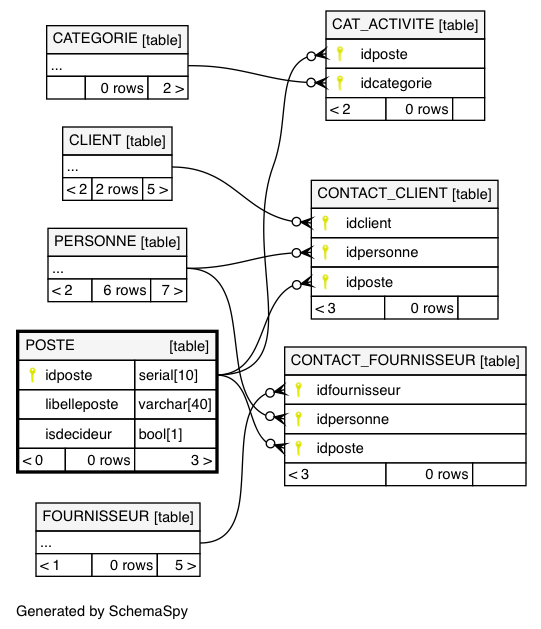 CATEGORIE [table]
...
0 rows 2 >
CLIENT [table]
...
< 2 2 rows 5 >
PERSONNE [table]
...
< 2 6 rows 7 >
POSTE [table]
idposte serial[10]
libelleposte varchar[40]
isdecideur bool[1]
< 0 0 rows 3 >
FOURNISSEUR [table]
...
< 1 0 rows 5 >
CAT_ACTIVITE [table]
idposte
idcategorie
< 2 0 rows
CONTACT_CLIENT [table]
idclient
idpersonne
idposte
< 3 0 rows
CONTACT_FOURNISSEUR [table]
idfournisseur
idpersonne
idposte
< 3 0 rows
Generated by SchemaSpy